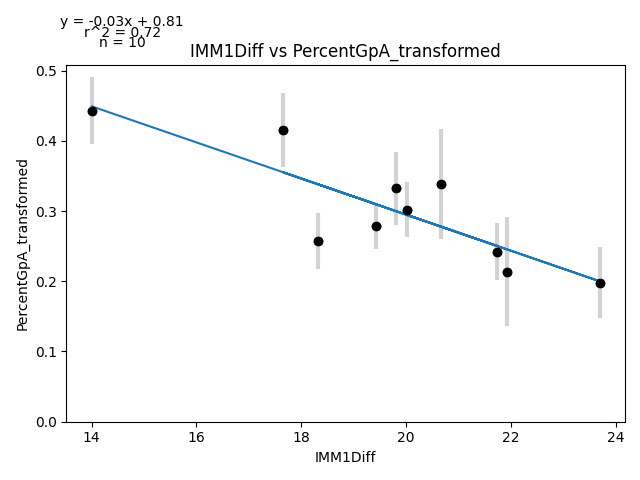 y = -0.03x + 0.81
r^2 = 0.72
n = 10
IMM1Diff vs PercentGpA_transformed
PercentGpA_transformed
0.5
0.4
0.3
0.2
0.1
0.0
14 16 18 20 22 24
IMM1Diff